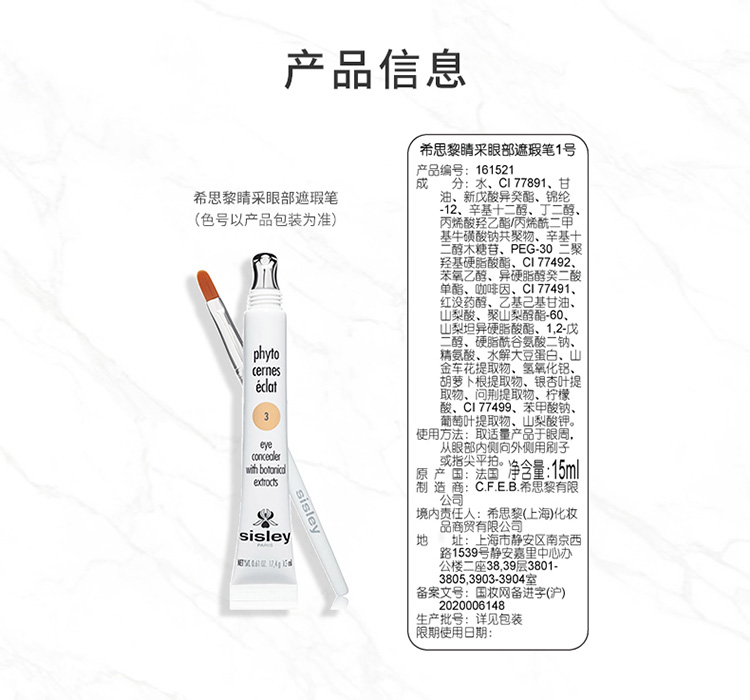 产品信息
希思黎睛采眼部遮瑕笔
(色号以产品包装为准)
phyto
cernes
éclat
3
eye
concealer
with botanical
extracts
sisley
PARIS
NET WT. 0.61 OZ. 17,4 g 15 ml
sisley
希思黎睛采眼部遮瑕笔1号
产品编号：161521
成 分：水、CI 77891、甘
油、新戊酸异癸酯、锦纶
-12、辛基十二醇、丁二醇、
丙烯酸羟乙酯/丙烯酰二甲
基牛磺酸钠共聚物、辛基十
二醇木糖苷、PEG-30 二聚
羟基硬脂酸酯、CI 77492、
苯氧乙醇、异硬脂醇癸二酸
单酯、咖啡因、CI 77491、
红没药醇、乙基己基甘油、
山梨酸、聚山梨醇酯-60、
山梨坦异硬脂酸酯、1,2-戊
二醇、硬脂酰谷氨酸二钠、
精氨酸、水解大豆蛋白、山
金车花提取物、氢氧化铝、
胡萝卜根提取物、银杏叶提
取物、问荆提取物、柠檬
酸、CI 77499、苯甲酸钠、
葡萄叶提取物、山梨酸钾。
使用方法：取适量产品于眼周，
从眼部内侧向外侧用刷子
或指尖平拍。
原 产 国：法国 净含量：15ml
制 造 商：C.F.E.B.希思黎有限
公司
境内责任人：希思黎(上海)化妆
品商贸有限公司
地 址：上海市静安区南京西
路1539号静安嘉里中心办
公楼二座38,39层3801-
3805,3903-3904室
备案文号：国妆网备进字(沪)
2020006148
生产批号：详见包装
限期使用日期：